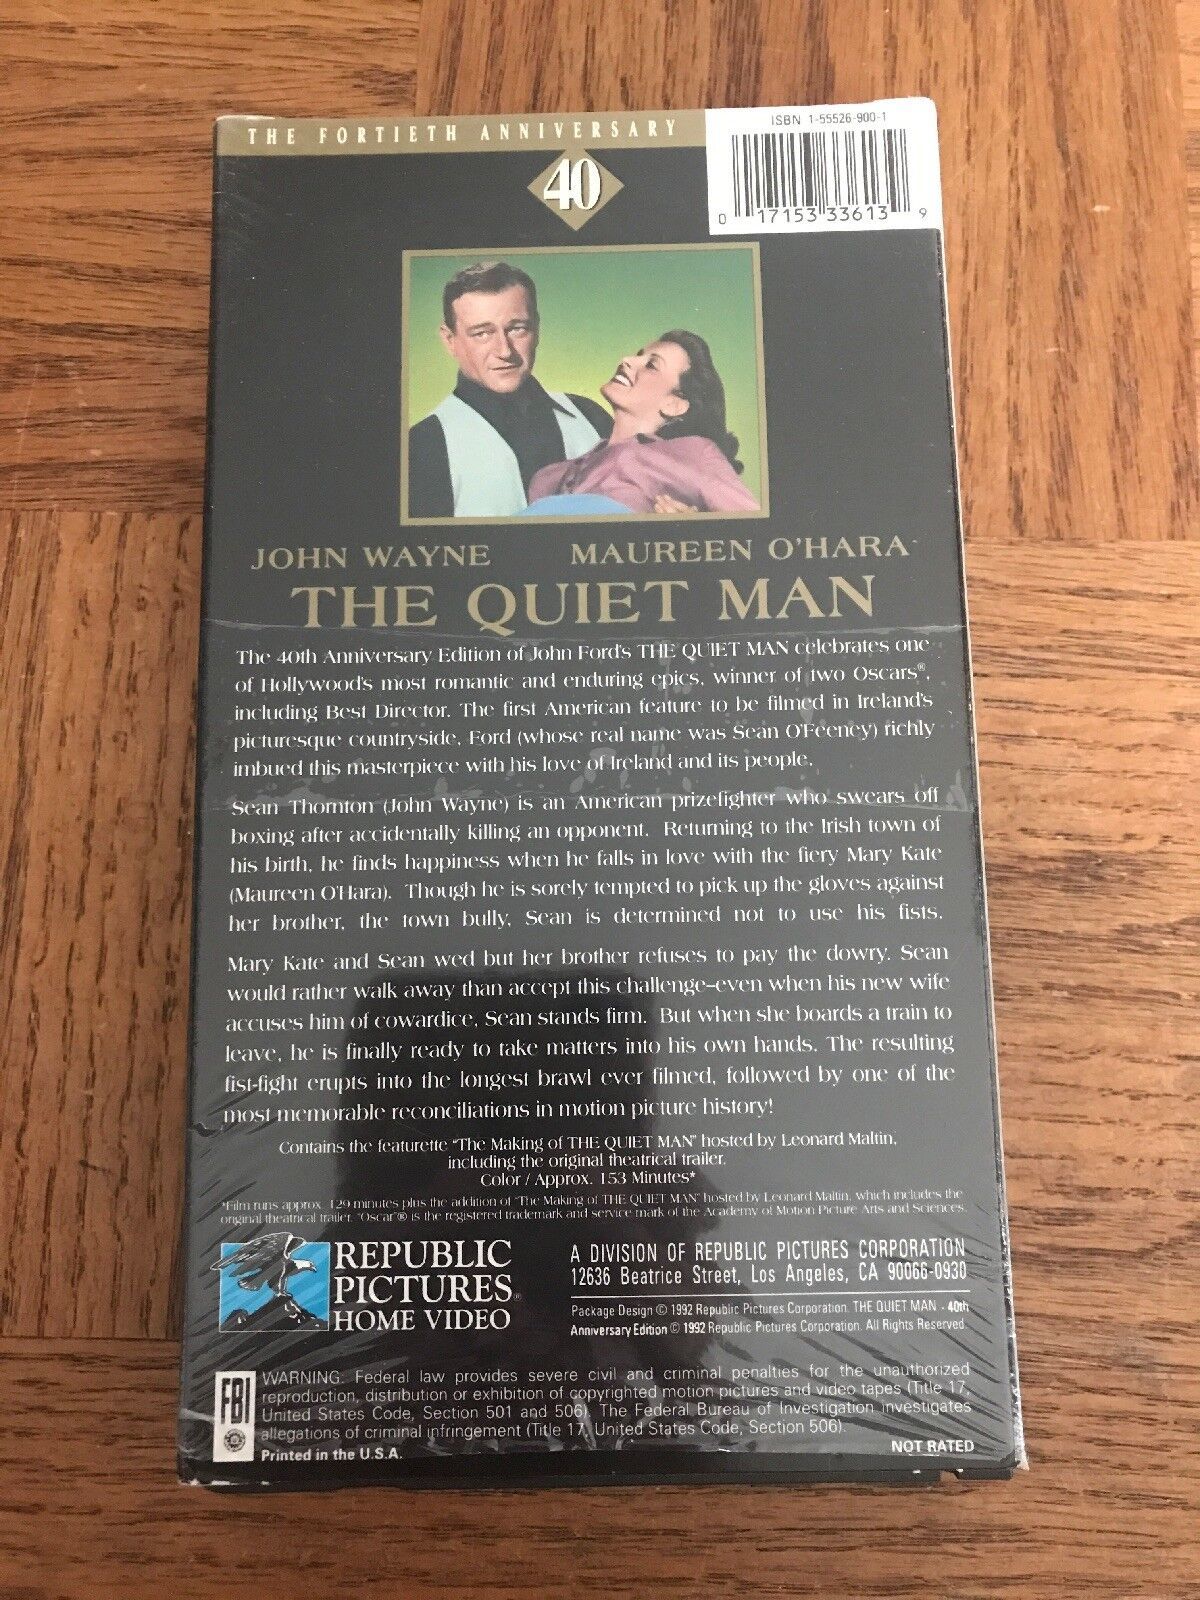 THE FORTIETH ANNIVERSARY
40
ISBN 1-55526-900-1
0 17153 33613 9
JOHN WAYNE MAUREEN O'HARA
THE QUIET MAN
The 40th Anniversary Edition of John Ford's THE QUIET MAN celebrates one
of Hollywood's most romantic and enduring epics, winner of two Oscars®,
including Best Director. The first American feature to be filmed in Ireland's
picturesque countryside, Ford (whose real name was Sean O'Feeney) richly
imbued this masterpiece with his love of Ireland and its people.
Sean Thornton (John Wayne) is an American prizefighter who swears off
boxing after accidentally killing an opponent. Returning to the Irish town of
his birth, he finds happiness when he falls in love with the fiery Mary Kate
(Maureen O'Hara). Though he is sorely tempted to pick up the gloves against
her brother, the town bully, Sean is determined not to use his fists.
Mary Kate and Sean wed but her brother refuses to pay the dowry. Sean
would rather walk away than accept this challenge–even when his new wife
accuses him of cowardice, Sean stands firm. But when she boards a train to
leave, he is finally ready to take matters into his own hands. The resulting
fist-fight erupts into the longest brawl ever filmed, followed by one of the
most memorable reconciliations in motion picture history!
Contains the featurette "The Making of THE QUIET MAN" hosted by Leonard Maltin,
including the original theatrical trailer.
Color / Approx. 153 Minutes*
*Film runs approx. 129 minutes plus the addition of "The Making of THE QUIET MAN" hosted by Leonard Maltin, which includes the
original theatrical trailer. "Oscar"® is the registered trademark and service mark of the Academy of Motion Picture Arts and Sciences.
REPUBLIC
PICTURES®
HOME VIDEO
A DIVISION OF REPUBLIC PICTURES CORPORATION
12636 Beatrice Street, Los Angeles, CA 90066-0930
Package Design © 1992 Republic Pictures Corporation. THE QUIET MAN - 40th
Anniversary Edition © 1992 Republic Pictures Corporation. All Rights Reserved.
FBI
WARNING: Federal law provides severe civil and criminal penalties for the unauthorized
reproduction, distribution or exhibition of copyrighted motion pictures and video tapes (Title 17,
United States Code, Section 501 and 506). The Federal Bureau of Investigation investigates
allegations of criminal infringement (Title 17, United States Code, Section 506).
Printed in the U.S.A.
NOT RATED